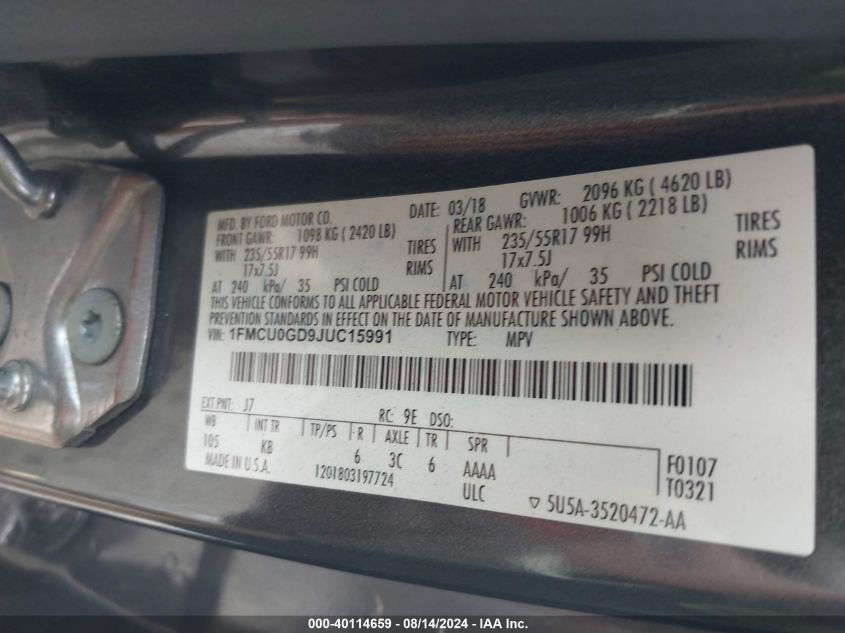 MFD. BY FORD MOTOR CO.
DATE: 03/18 GVWR: 2096 KG ( 4620 LB)
FRONT GAWR: 1098 KG ( 2420 LB)
REAR GAWR: 1006 KG ( 2218 LB)
WITH 235/55R17 99H TIRES
WITH 235/55R17 99H TIRES
17x7.5J RIMS
17x7.5J RIMS
AT 240 kPa/ 35 PSI COLD
AT 240 kPa/ 35 PSI COLD
THIS VEHICLE CONFORMS TO ALL APPLICABLE FEDERAL MOTOR VEHICLE SAFETY AND THEFT
PREVENTION STANDARDS IN EFFECT ON THE DATE OF MANUFACTURE SHOWN ABOVE.
VIN: 1FMCU0GD9JUC15991 TYPE: MPV
EXT PNT: J7 RC: 9E DSO:
WB INT TR TP/PS R AXLE TR SPR
105 KB 6 3C 6 AAAA
F0107
MADE IN U.S.A. 1201803197724 ULC
T0321
5U5A-3520472-AA
000-40114659 - 08/14/2024 - IAA Inc.